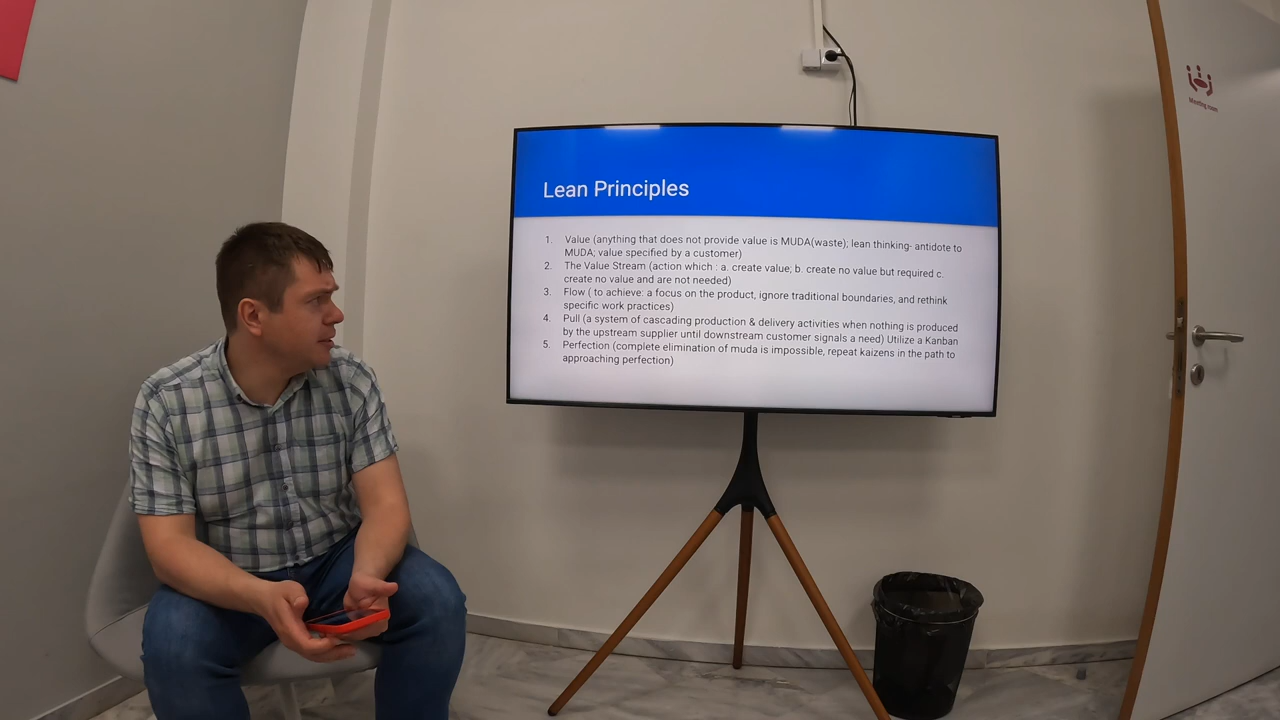 Lean Principles
1. Value (anything that does not provide value is MUDA(waste); lean thinking- antidote to
MUDA; value specified by a customer)
2. The Value Stream (action which : a. create value; b. create no value but required c.
create no value and are not needed)
3. Flow ( to achieve: a focus on the product, ignore traditional boundaries, and rethink
specific work practices)
4. Pull (a system of cascading production & delivery activities when nothing is produced
by the upstream supplier until downstream customer signals a need) Utilize a Kanban
5. Perfection (complete elimination of muda is impossible, repeat kaizens in the path to
approaching perfection)
Meeting room